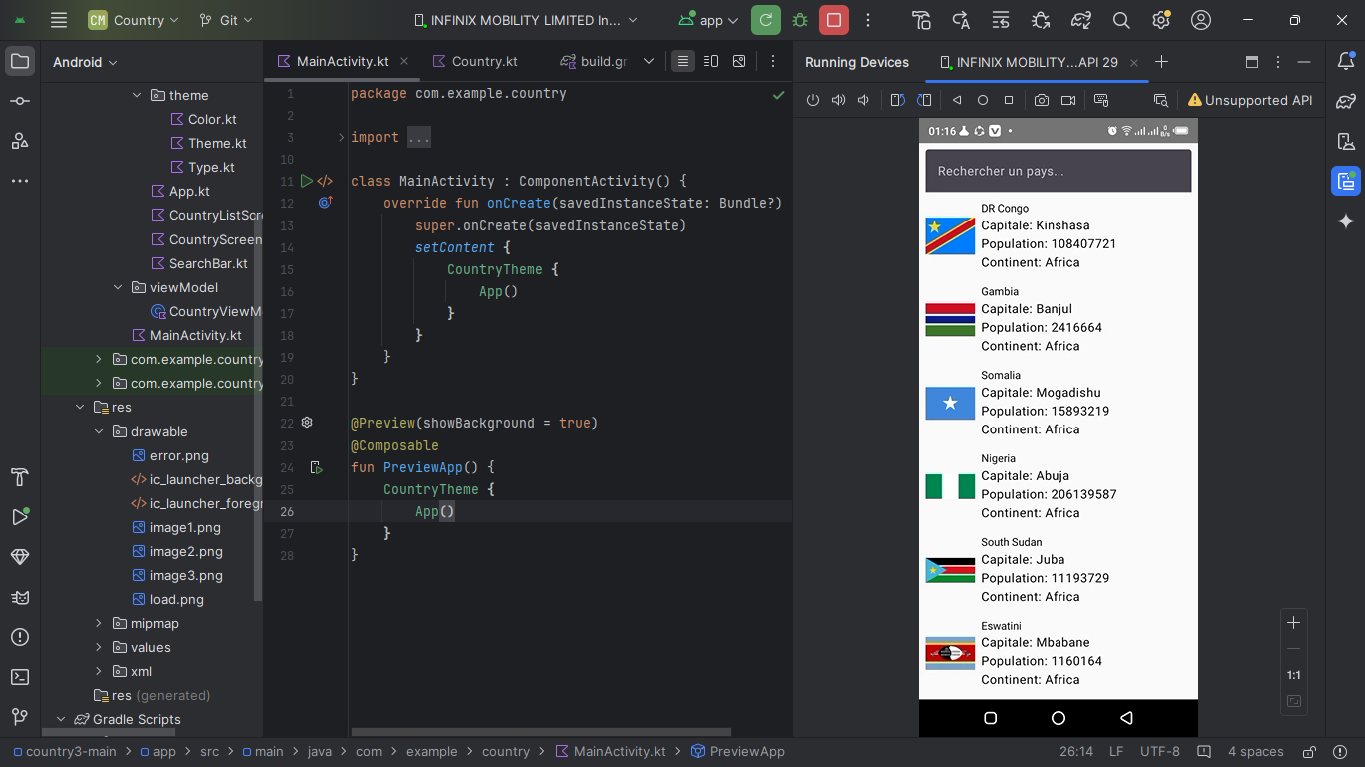 CM Country Git INFINIX MOBILITY LIMITED In... app
Android
theme
Color.kt
Theme.kt
Type.kt
App.kt
CountryListScre
CountryScreen
SearchBar.kt
viewModel
CountryViewM
MainActivity.kt
com.example.country
com.example.country
res
drawable
error.png
ic_launcher_backg
ic_launcher_foregr
image1.png
image2.png
image3.png
load.png
mipmap
values
xml
res (generated)
Gradle Scripts
MainActivity.kt Country.kt build.gr
1 package com.example.country
2
3 import ...
10
11 class MainActivity : ComponentActivity() {
12 override fun onCreate(savedInstanceState: Bundle?)
13 super.onCreate(savedInstanceState)
14 setContent {
15 CountryTheme {
16 App()
17 }
18 }
19 }
20 }
21
22 @Preview(showBackground = true)
23 @Composable
24 fun PreviewApp() {
25 CountryTheme {
26 App()
27 }
28 }
Running Devices INFINIX MOBILITY...API 29
Unsupported API
01:16
Rechercher un pays..
DR Congo
Capitale: Kinshasa
Population: 108407721
Continent: Africa
Gambia
Capitale: Banjul
Population: 2416664
Continent: Africa
Somalia
Capitale: Mogadishu
Population: 15893219
Continent: Africa
Nigeria
Capitale: Abuja
Population: 206139587
Continent: Africa
South Sudan
Capitale: Juba
Population: 11193729
Continent: Africa
Eswatini
Capitale: Mbabane
Population: 1160164
Continent: Africa
1:1
country3-main app src main java com example country MainActivity.kt PreviewApp
26:14 LF UTF-8 4 spaces